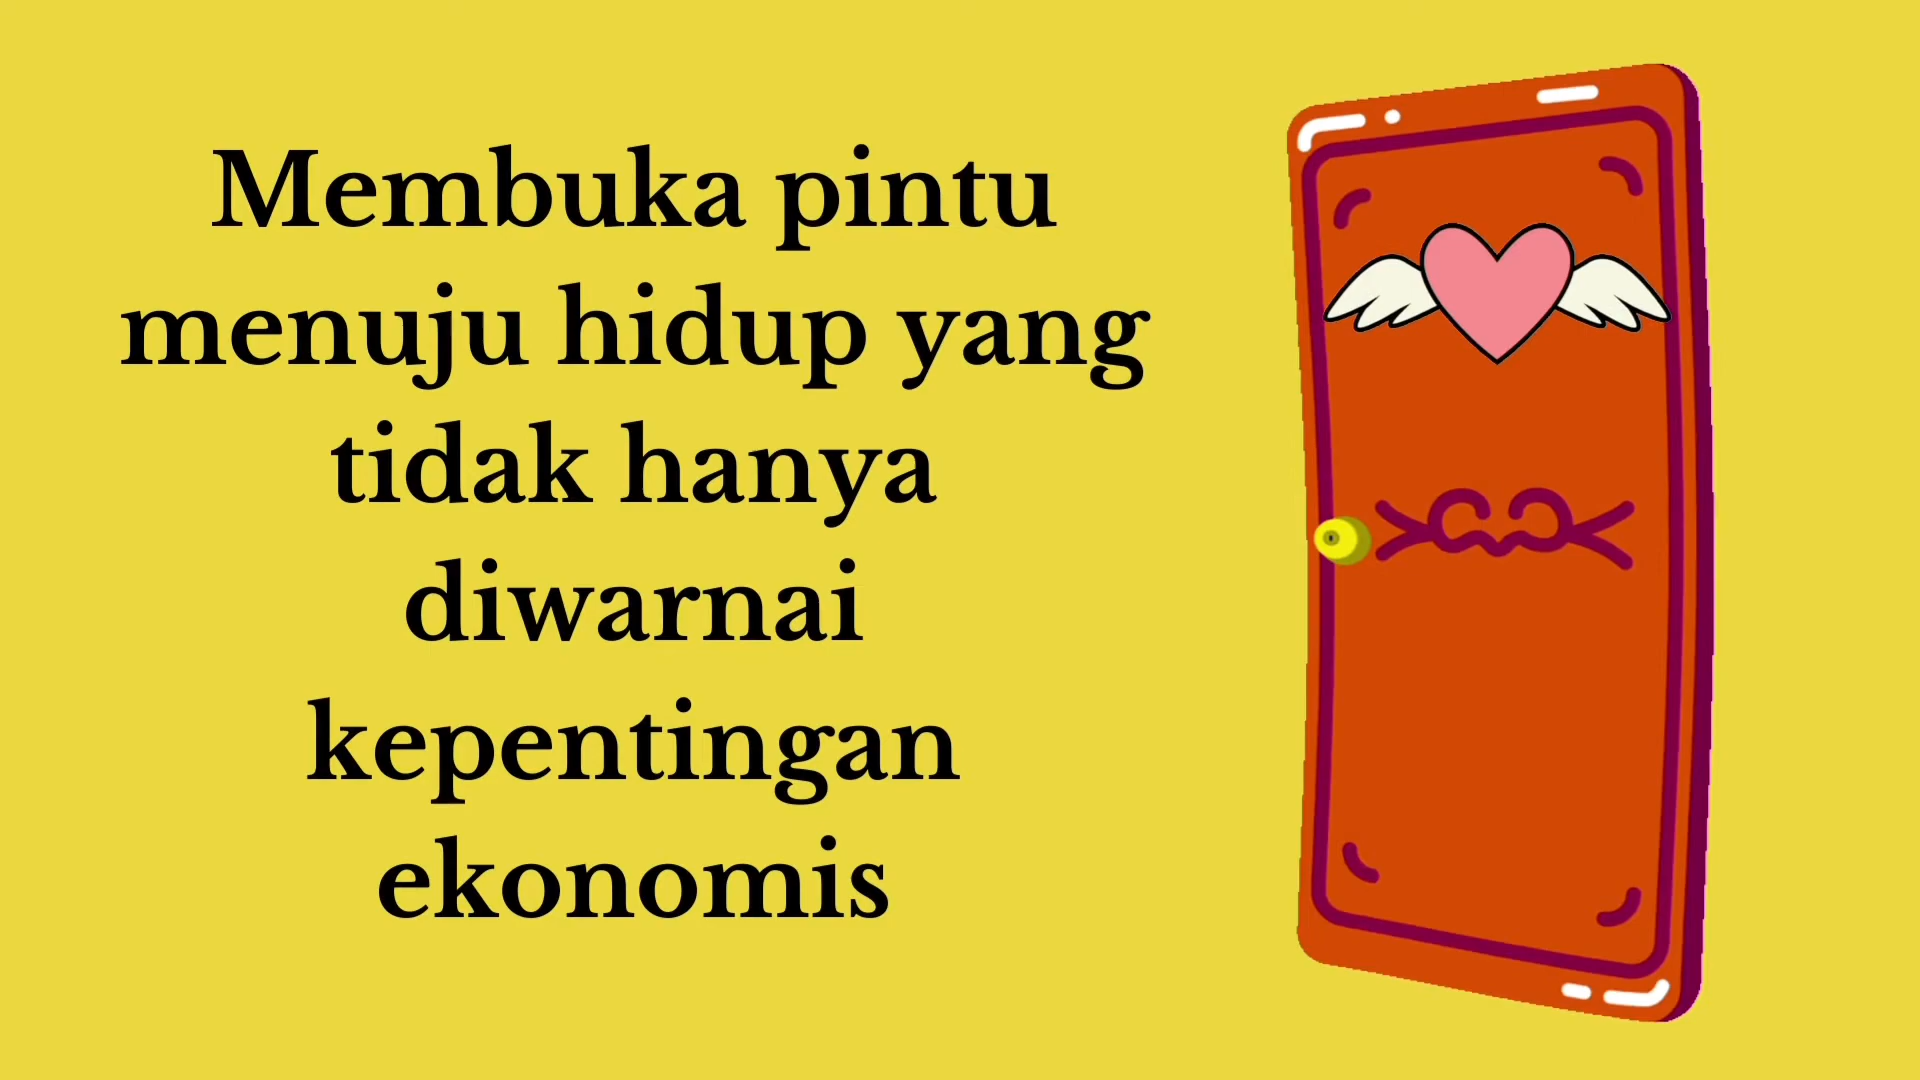 Membuka pintu
menuju hidup yang
tidak hanya
diwarnai
kepentingan
ekonomis